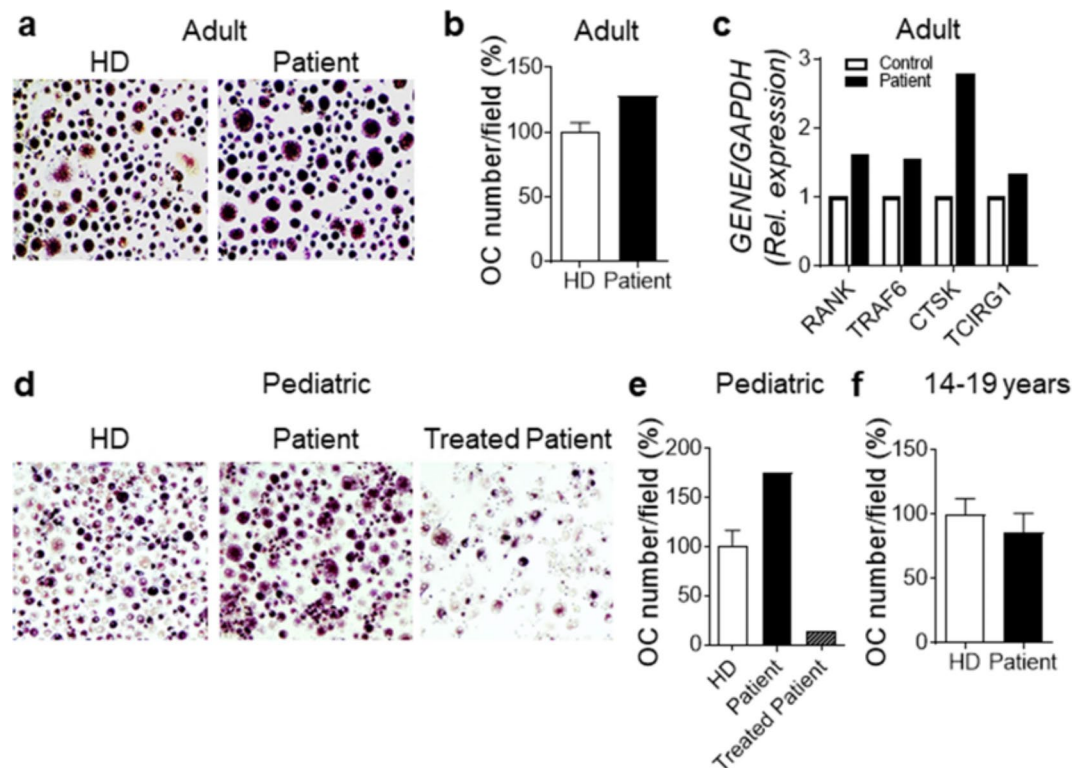 a
Adult
HD Patient
b
Adult
OC number/field (%)
150
100
50
0
HD Patient
c
Adult
GENE/GAPDH
(Rel. expression)
Control
Patient
3
2
1
0
RANK
TRAF6
CTSK
TCIRG1
d
Pediatric
HD Patient Treated Patient
e
Pediatric
OC number/field (%)
200
150
100
50
0
HD
Patient
Treated Patient
f
14-19 years
OC number/field (%)
150
100
50
0
HD Patient